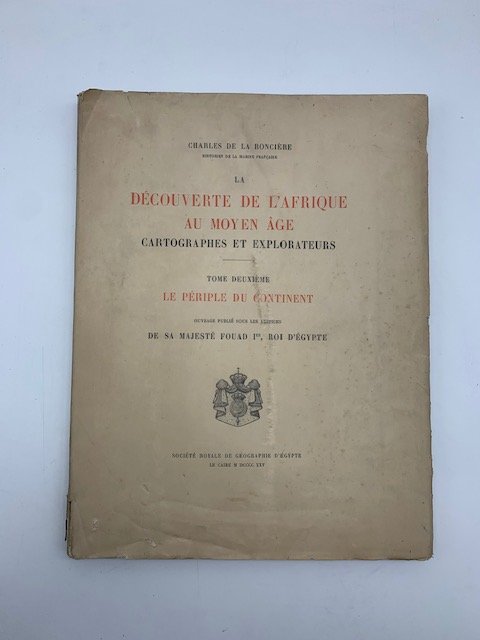 CHARLES DE LA RONCIÈRE
HISTORIEN DE LA MARINE FRANÇAISE
LA
DÉCOUVERTE DE L'AFRIQUE
AU MOYEN ÂGE
CARTOGRAPHES ET EXPLORATEURS
TOME DEUXIÈME
LE PÉRIPLE DU CONTINENT
OUVRAGE PUBLIÉ SOUS LES AUSPICES
DE SA MAJESTÉ FOUAD Ier, ROI D'ÉGYPTE
SOCIÉTÉ ROYALE DE GÉOGRAPHIE D'ÉGYPTE
LE CAIRE M DCCCC XXV